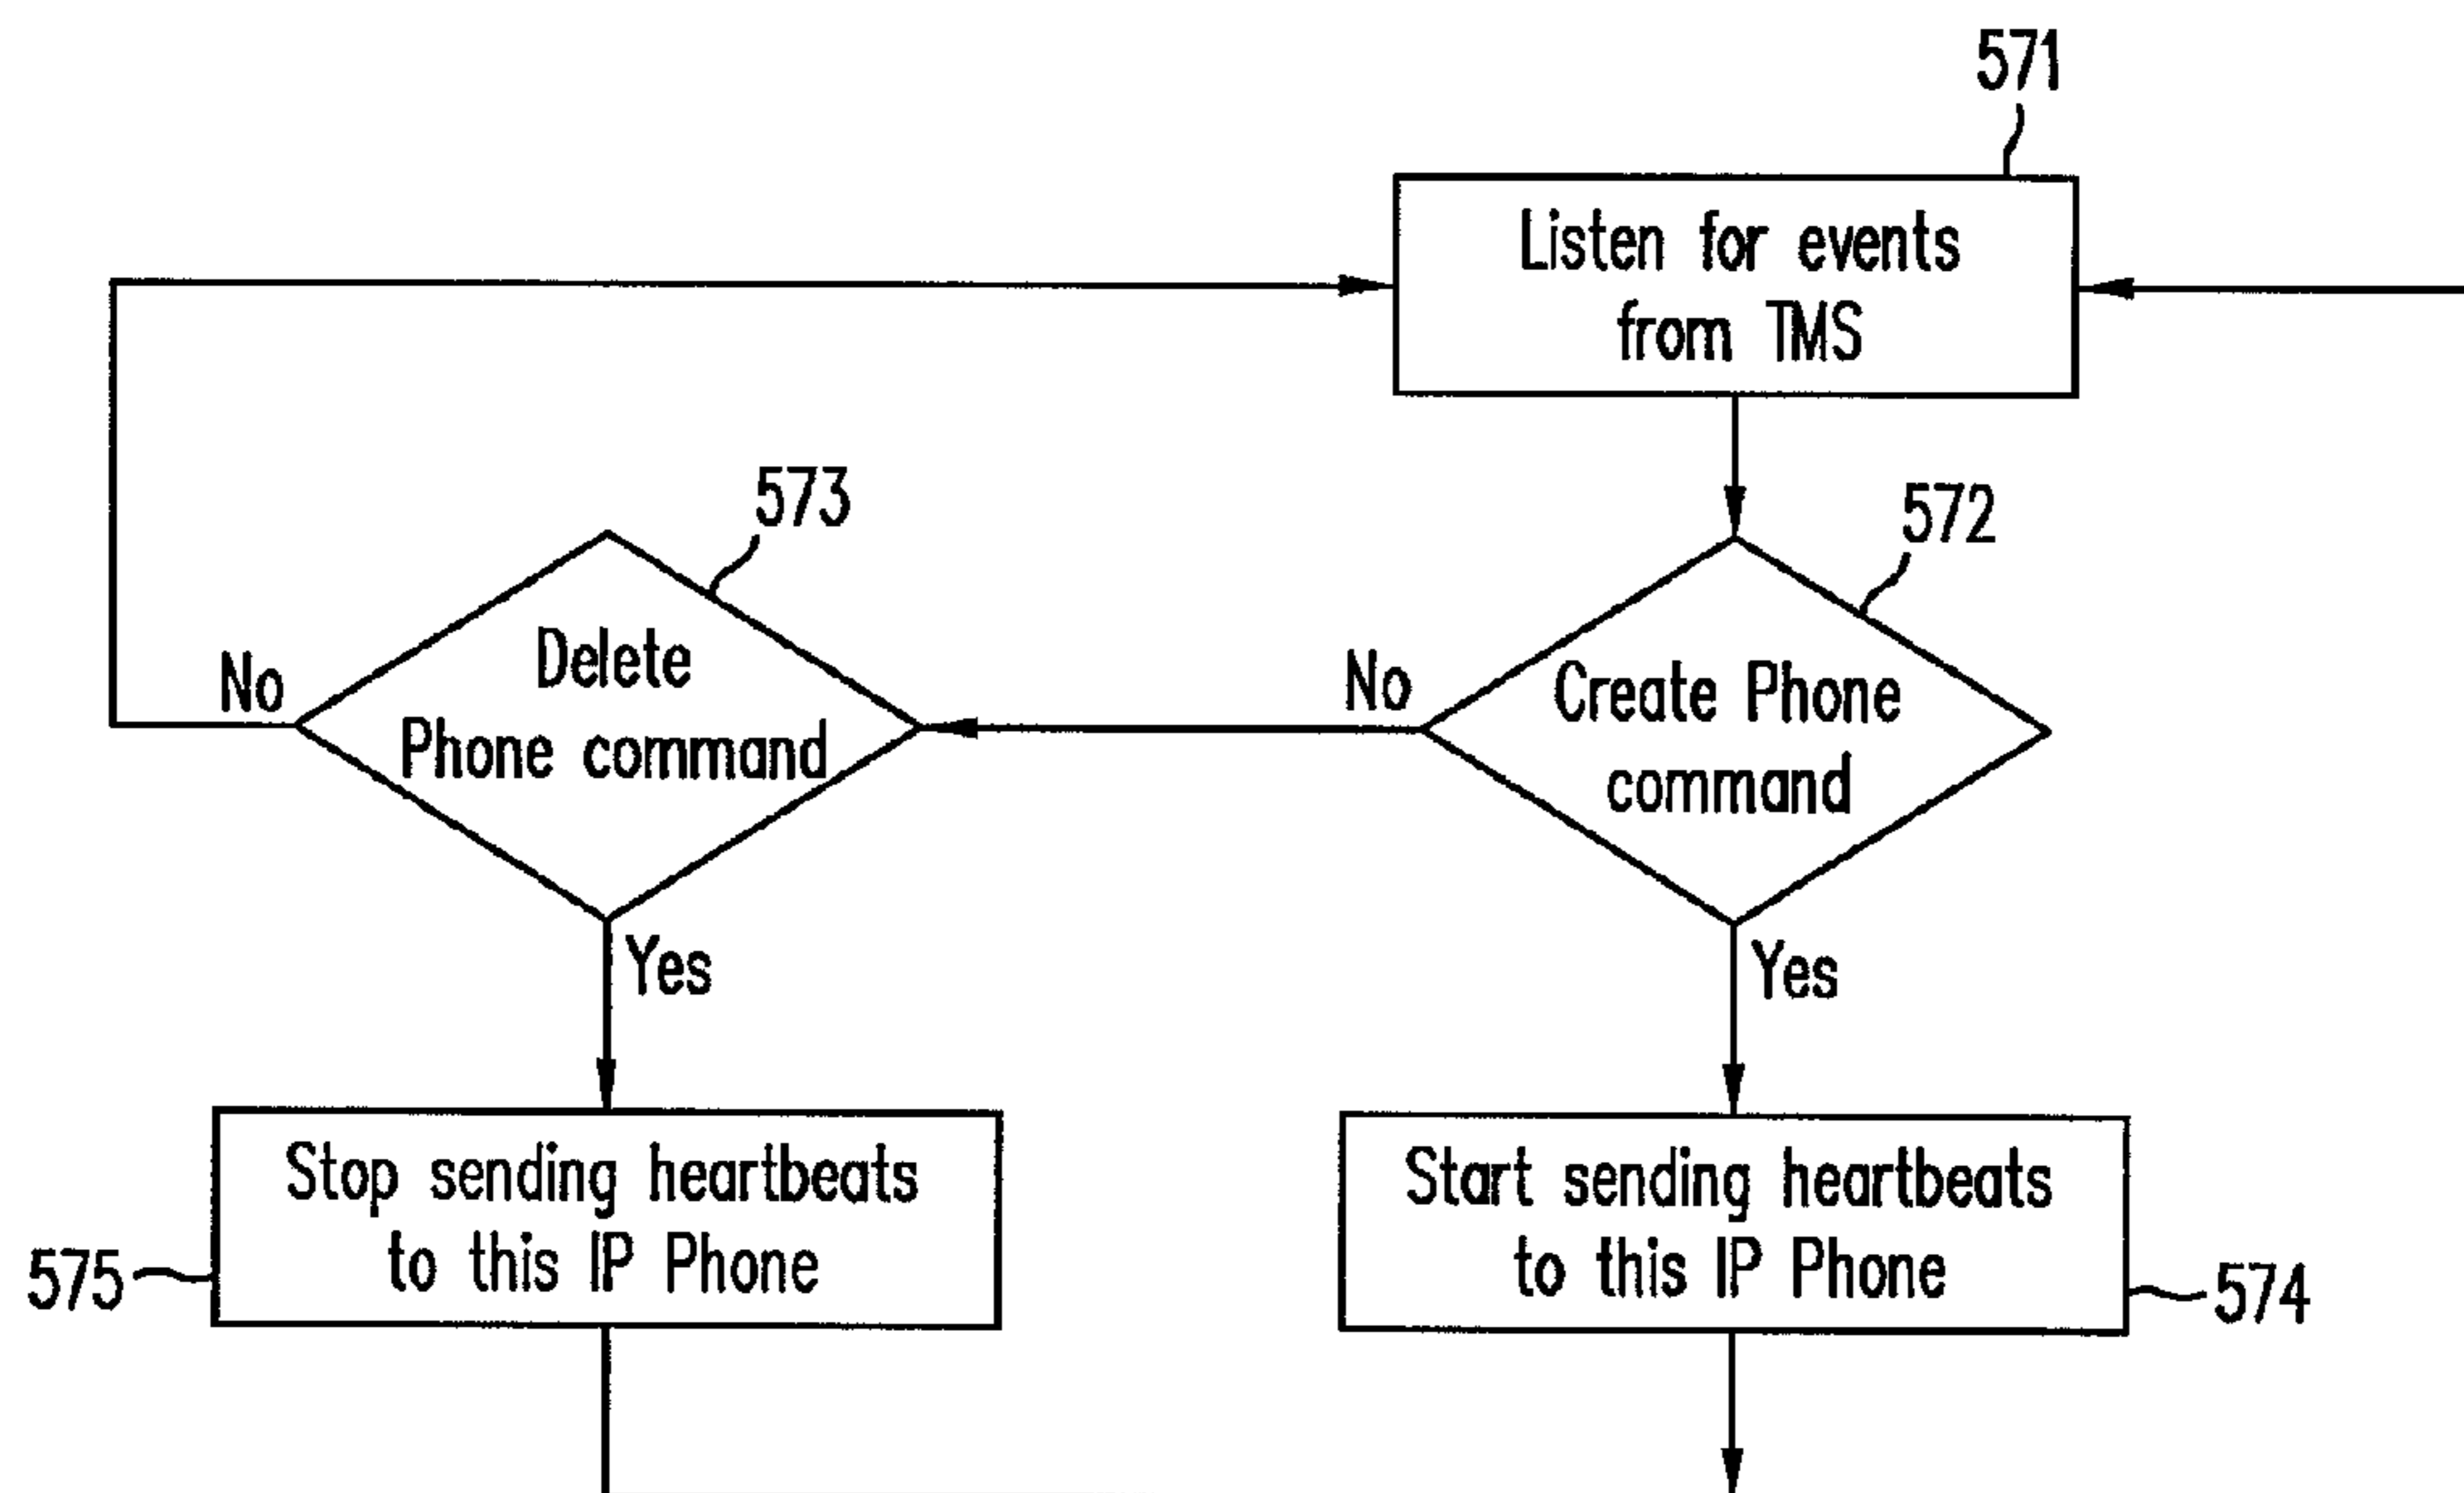 571
Listen for events
from TMS
573
572
Delete
Phone command
No
Create Phone
command
No
Yes
Yes
Stop sending heartbeats
to this IP Phone
575
Start sending heartbeats
to this IP Phone
574